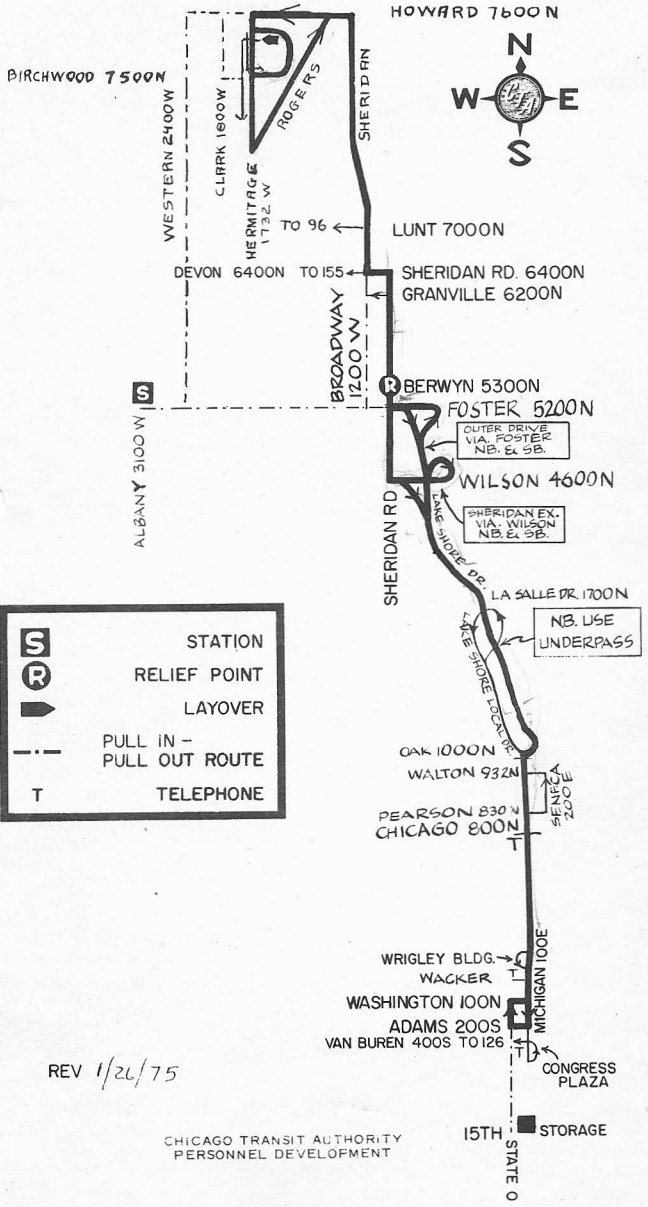 HOWARD 7600N
BIRCHWOOD 7500N
WESTERN 2400W
CLARK 1800W
HERMITAGE
1732 W
ROGERS
SHERIDAN
N
W
E
S
TO 96
LUNT 7000N
DEVON 6400N
TO 155
SHERIDAN RD. 6400N
GRANVILLE 6200N
BROADWAY
1200 W
R
BERWYN 5300N
S
FOSTER 5200N
ALBANY 3100 W
OUTER DRIVE
VIA. FOSTER
NB. & SB.
WILSON 4600N
SHERIDAN RD
SHERIDAN EX.
VIA. WILSON
NB. & SB.
LAKE SHORE DR.
LA SALLE DR. 1700N
NB. USE
UNDERPASS
LAKE SHORE LOCAL DR.
S STATION
R RELIEF POINT
LAYOVER
PULL IN -
PULL OUT ROUTE
T TELEPHONE
OAK 1000N
WALTON 932N
SENECA
200 E
PEARSON 830N
CHICAGO 800N
T
WRIGLEY BLDG.
T
WACKER
MICHIGAN 100E
WASHINGTON 100N
ADAMS 200S
VAN BUREN 400S TO 126
T
CONGRESS
PLAZA
REV 1/26/75
15TH
STORAGE
STATE 0
CHICAGO TRANSIT AUTHORITY
PERSONNEL DEVELOPMENT